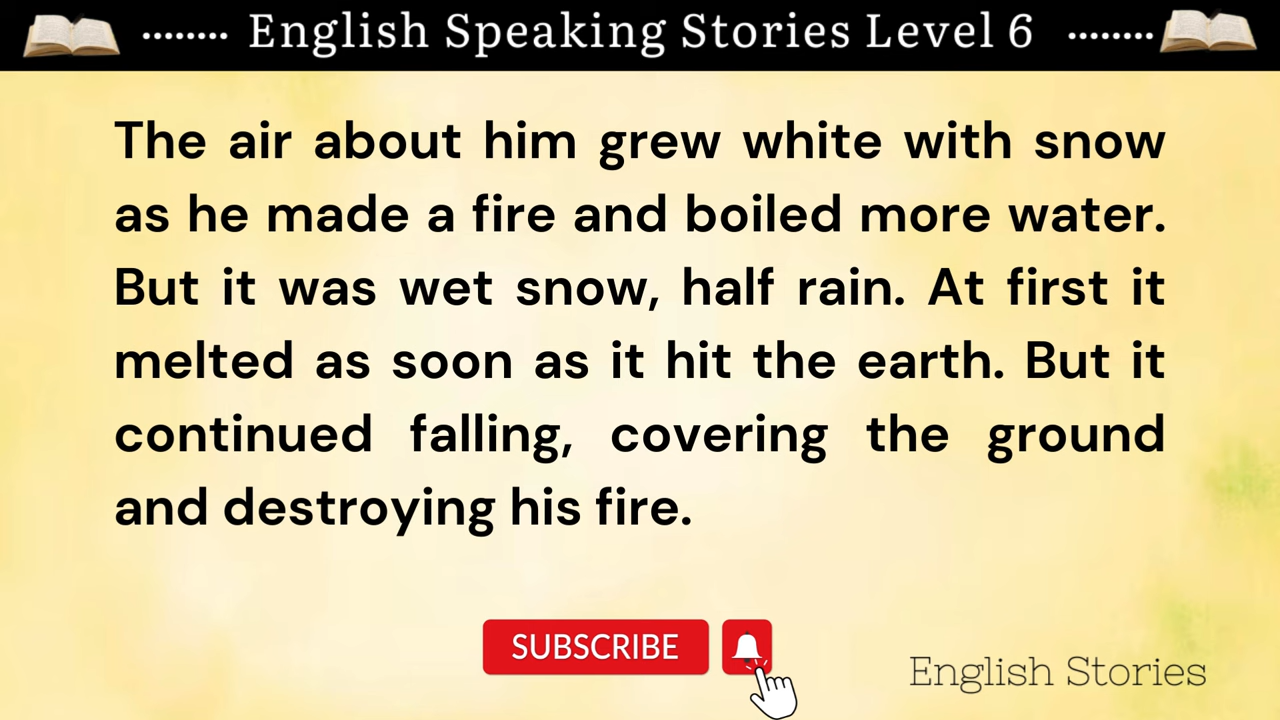 English Speaking Stories Level 6
The air about him grew white with snow
as he made a fire and boiled more water.
But it was wet snow, half rain. At first it
melted as soon as it hit the earth. But it
continued falling, covering the ground
and destroying his fire.
SUBSCRIBE
English Stories